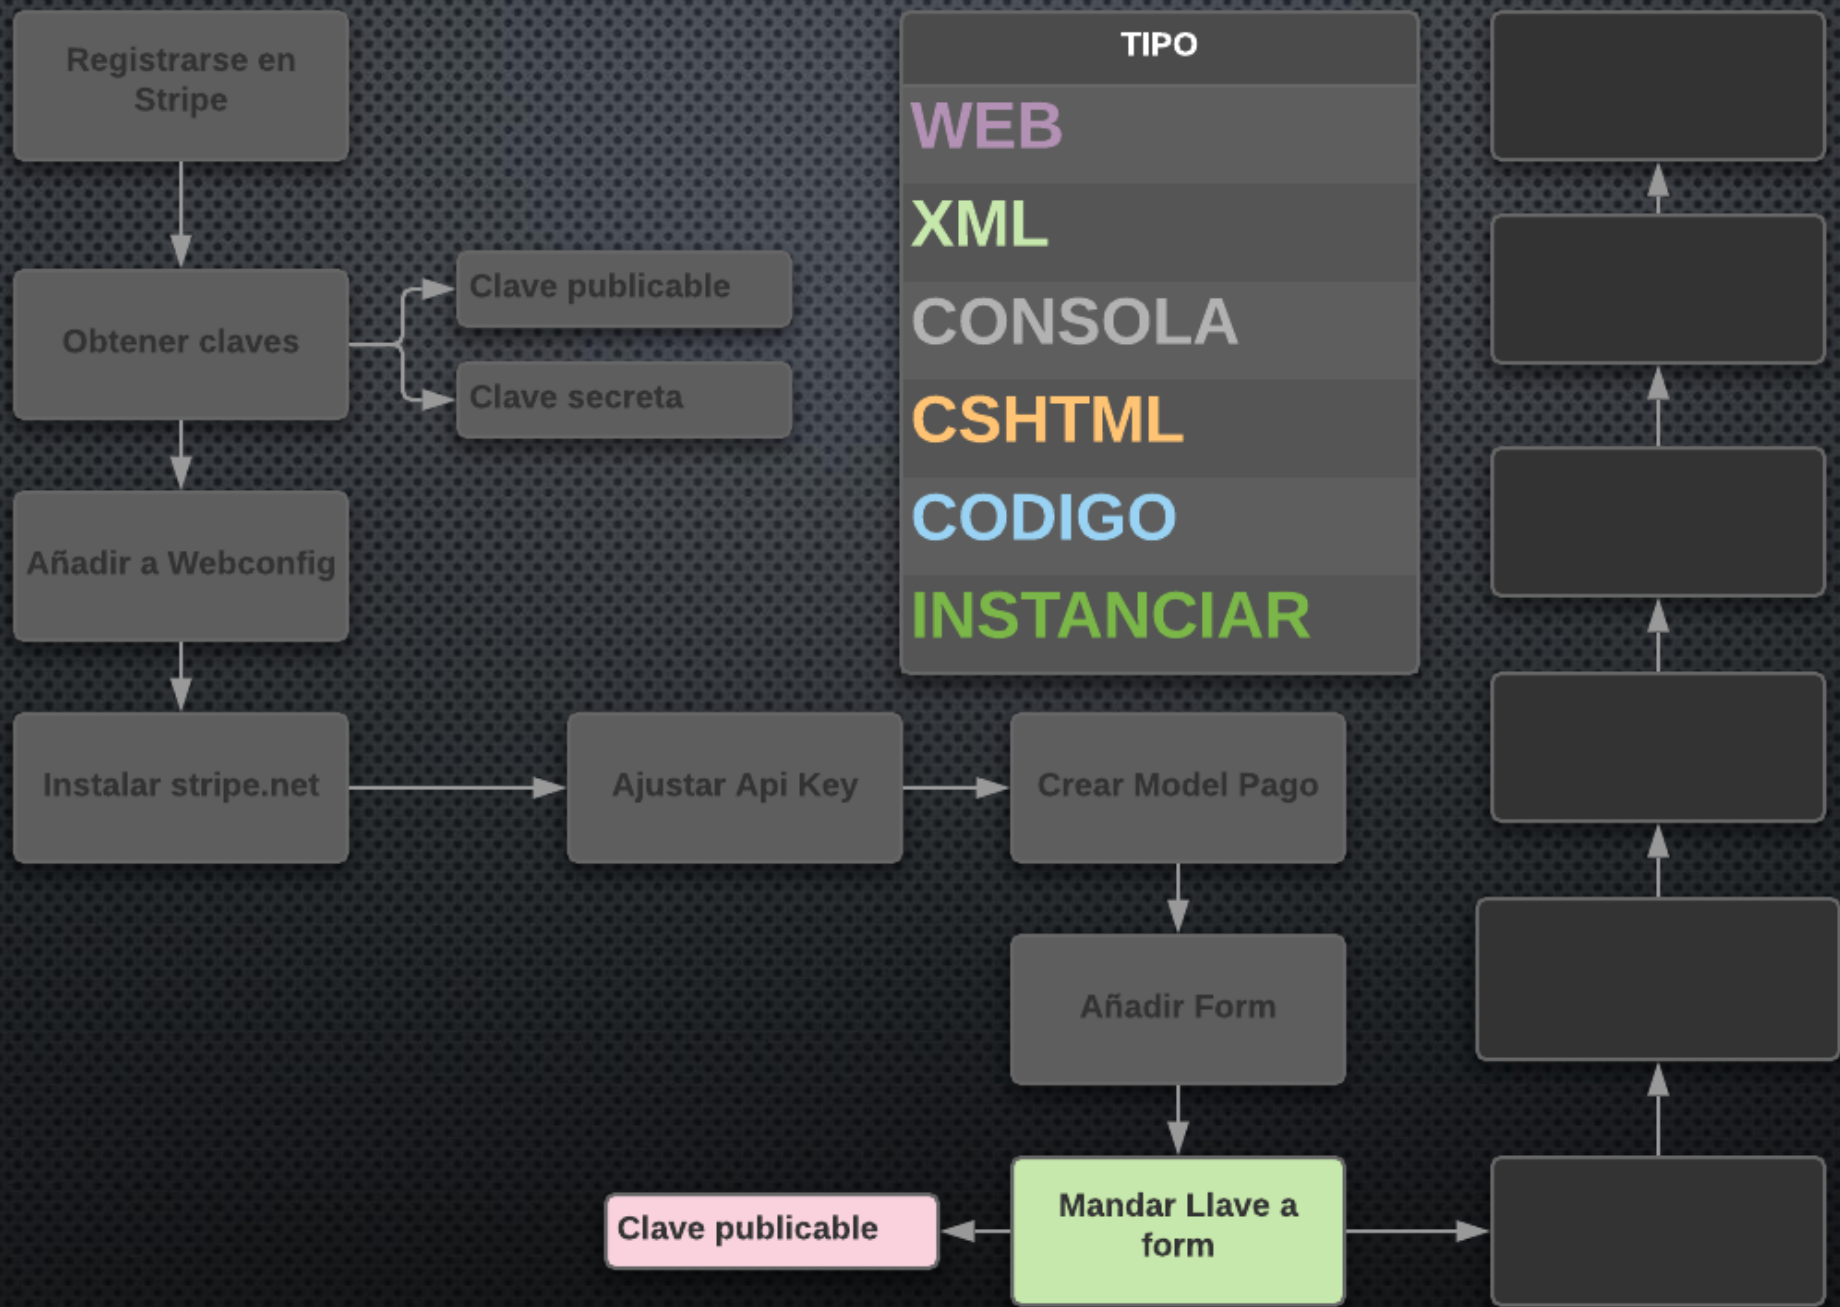 Registrarse en
Stripe
Obtener claves
Clave publicable
Clave secreta
Añadir a Webconfig
Instalar stripe.net
Ajustar Api Key
Crear Model Pago
Añadir Form
Mandar Llave a
form
Clave publicable
TIPO
WEB
XML
CONSOLA
CSHTML
CODIGO
INSTANCIAR